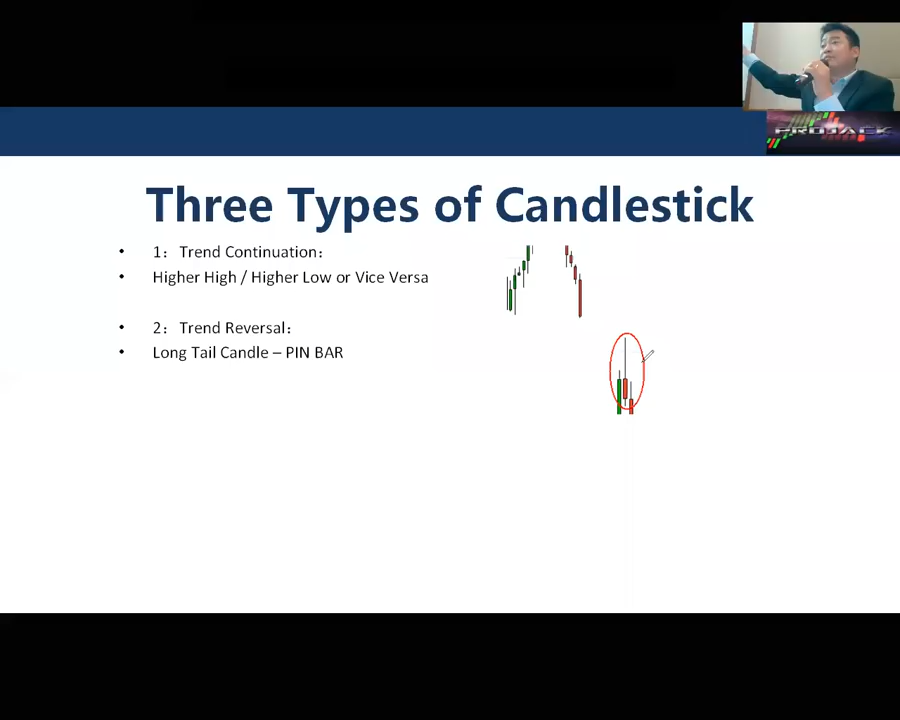 PROJACK
Three Types of Candlestick
• 1： Trend Continuation：
• Higher High / Higher Low or Vice Versa
• 2： Trend Reversal：
• Long Tail Candle – PIN BAR